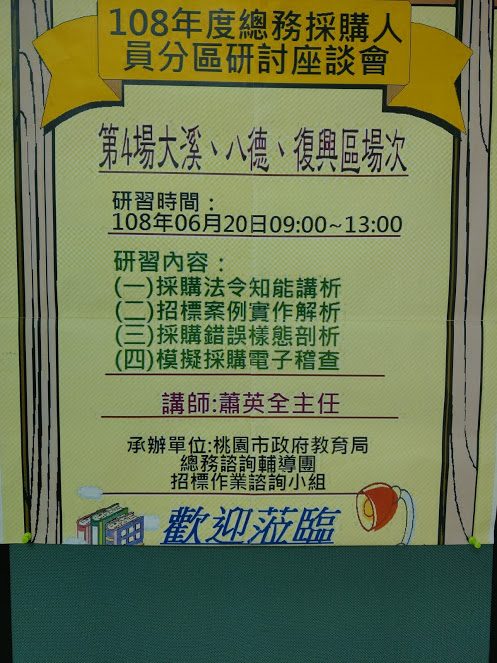 108年度總務採購人
員分區研討座談會
第4場大溪、八德、復興區場次
研習時間：
108年06月20日09:00~13:00
研習內容：
(一)採購法令知能講析
(二)招標案例實作解析
(三)採購錯誤樣態剖析
(四)模擬採購電子稽查
講師:蕭英全主任
承辦單位:桃園市政府教育局
總務諮詢輔導團
招標作業諮詢小組
歡迎蒞臨